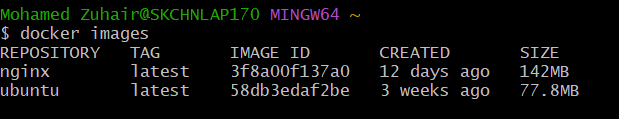 Mohamed Zuhair@SKCHNLAP170 MINGW64 ~
$ docker images
REPOSITORY   TAG       IMAGE ID       CREATED       SIZE
nginx        latest    3f8a00f137a0   12 days ago   142MB
ubuntu       latest    58db3edaf2be   3 weeks ago   77.8MB